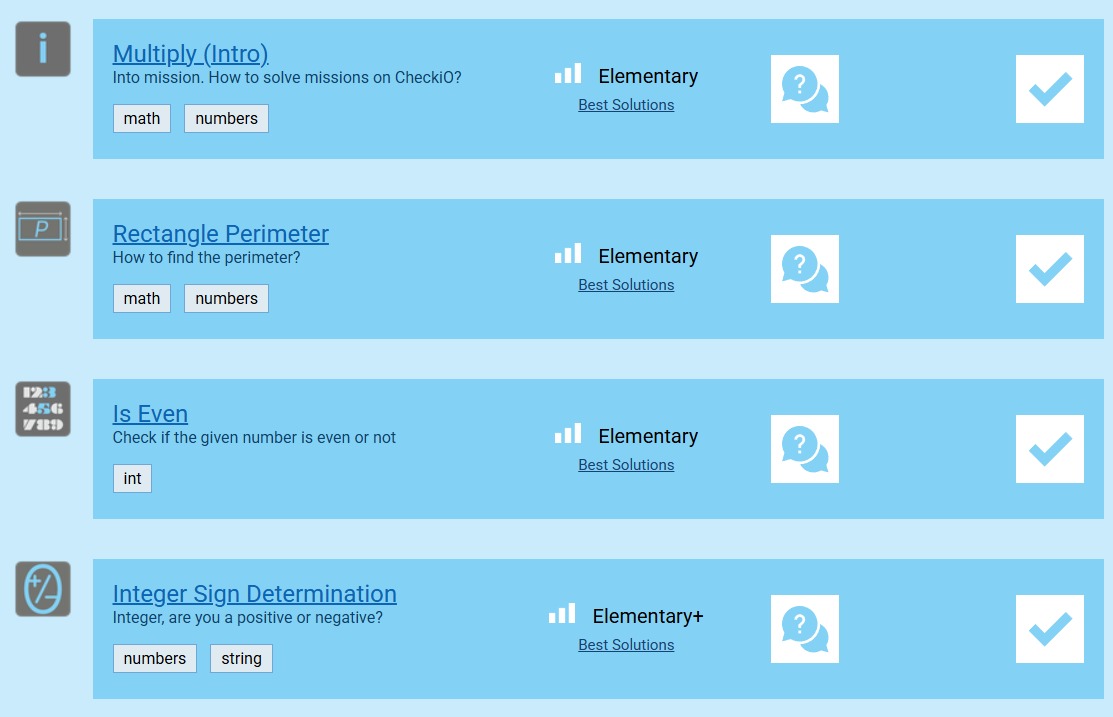 i
Multiply (Intro)
Into mission. How to solve missions on CheckiO?
math numbers
Elementary
Best Solutions
?
P
Rectangle Perimeter
How to find the perimeter?
math numbers
Elementary
Best Solutions
?
123
456
789
Is Even
Check if the given number is even or not
int
Elementary
Best Solutions
?
+/-
Integer Sign Determination
Integer, are you a positive or negative?
numbers string
Elementary+
Best Solutions
?